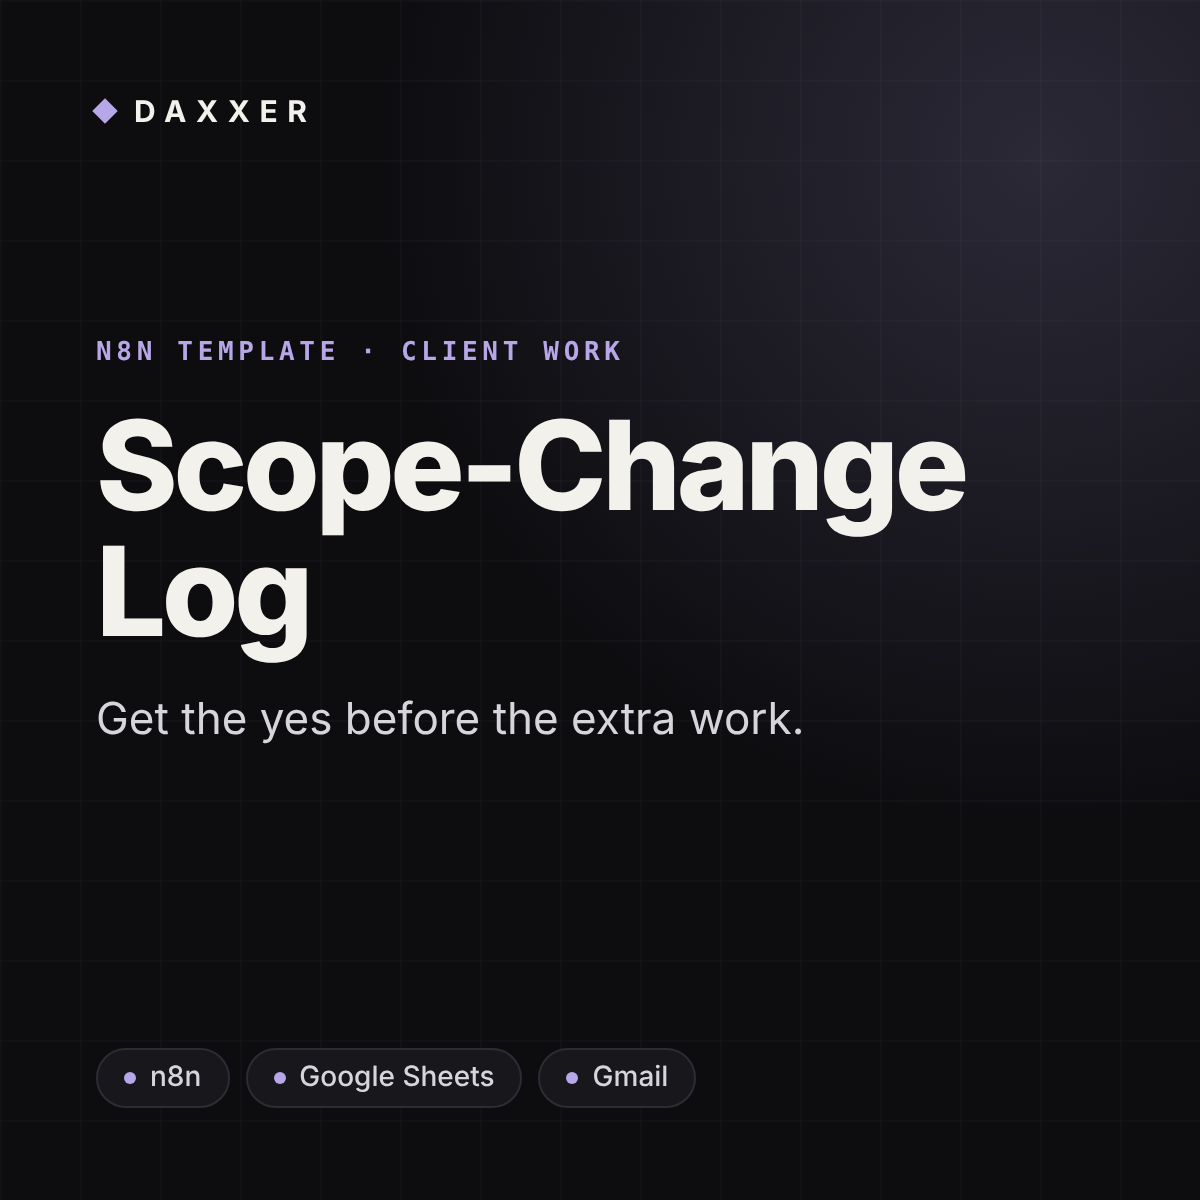 DAXXER
N8N TEMPLATE · CLIENT WORK
Scope-Change
Log
Get the yes before the extra work.
n8n
Google Sheets
Gmail